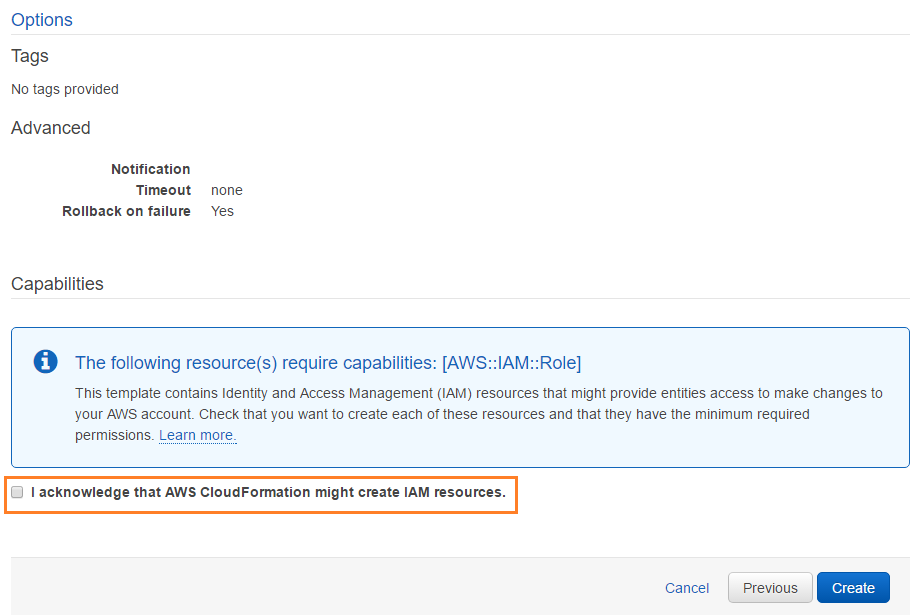 Options
Tags
No tags provided
Advanced
Notification
Timeout none
Rollback on failure Yes
Capabilities
The following resource(s) require capabilities: [AWS::IAM::Role]
This template contains Identity and Access Management (IAM) resources that might provide entities access to make changes to
your AWS account. Check that you want to create each of these resources and that they have the minimum required
permissions. Learn more.
I acknowledge that AWS CloudFormation might create IAM resources.
Cancel Previous Create